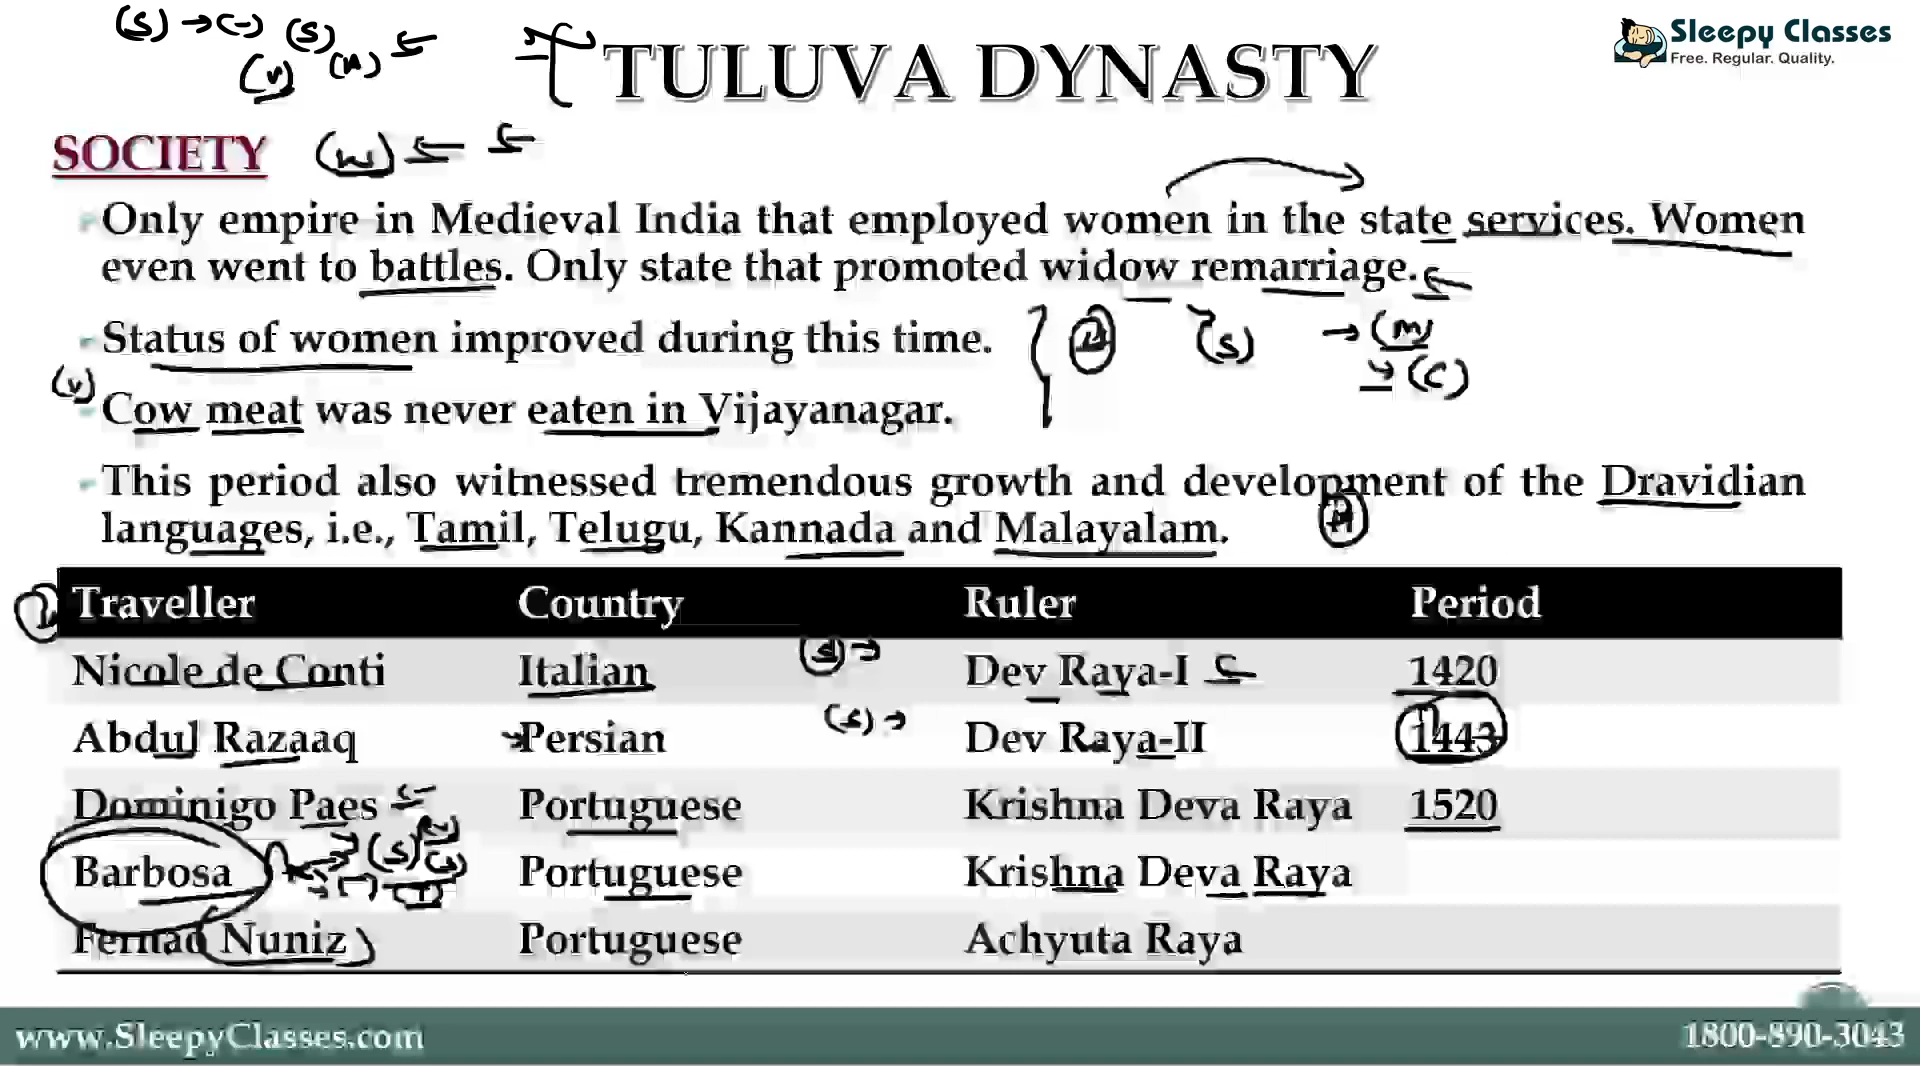 (S) → (-) (S)
(V) (N) ←
TULUVA DYNASTY
Sleepy Classes
Free. Regular. Quality.
SOCIETY (W) ← ←
Only empire in Medieval India that employed women in the state services. Women
even went to battles. Only state that promoted widow remarriage.
Status of women improved during this time. (S) → (M)
→ (C)
(V)
Cow meat was never eaten in Vijayanagar.
This period also witnessed tremendous growth and development of the Dravidian
languages, i.e., Tamil, Telugu, Kannada and Malayalam.
Traveller Country Ruler Period
Nicole de Conti Italian Dev Raya-I 1420
Abdul Razaaq Persian (S) → Dev Raya-II 1443
Dominigo Paes Portuguese Krishna Deva Raya 1520
Barbosa (S) Portuguese Krishna Deva Raya
Fernao Nuniz Portuguese Achyuta Raya
www.SleepyClasses.com 1800-890-3043